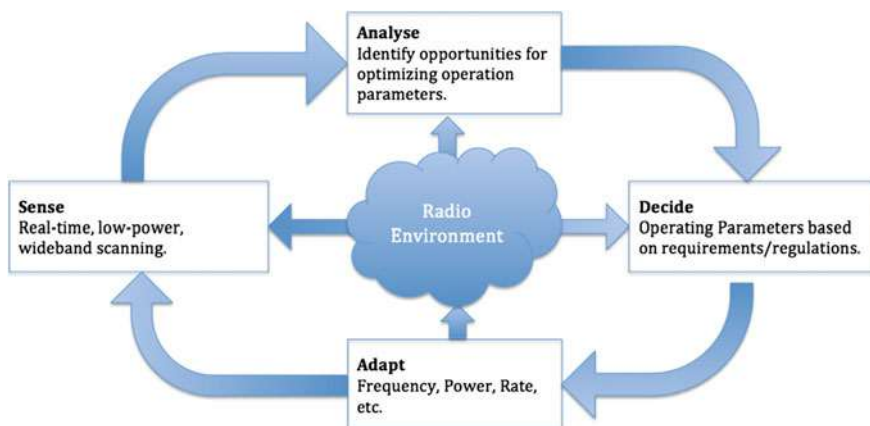 Analyse
Identify opportunities for
optimizing operation
parameters.
Sense
Real-time, low-power,
wideband scanning.
Radio
Environment
Decide
Operating Parameters based
on requirements/regulations.
Adapt
Frequency, Power, Rate,
etc.